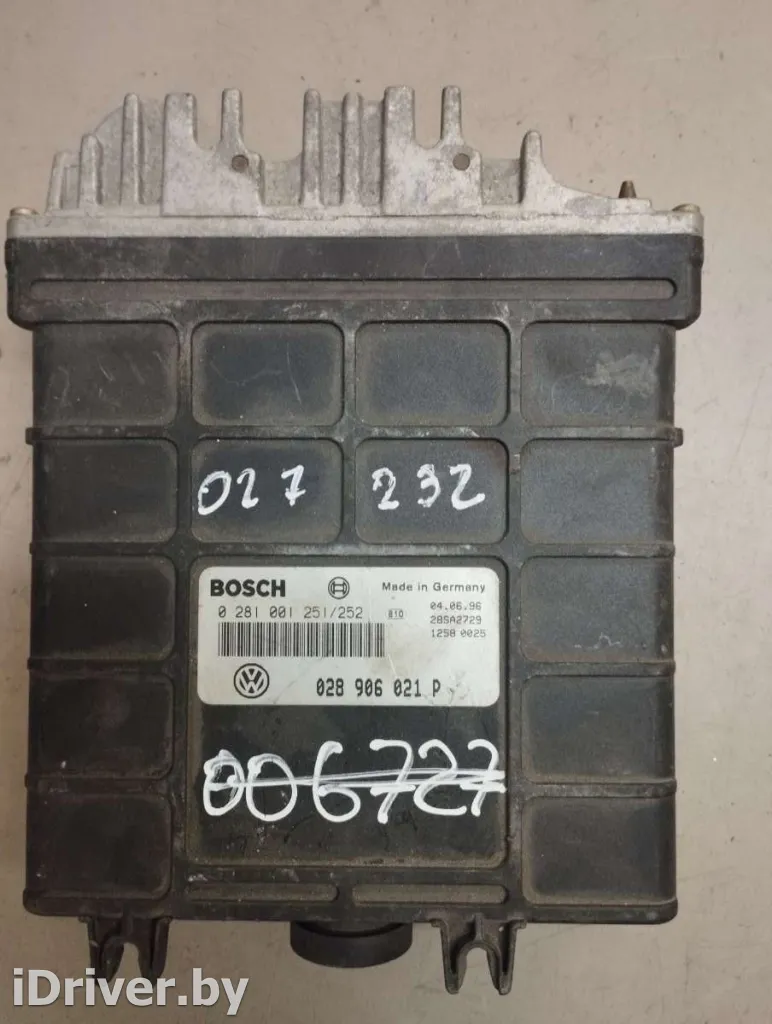 027 232
BOSCH Made in Germany
0 281 001 251/252 810 04.06.96
28SA2729
1258 0025
028 906 021 P
006727
iDriver.by